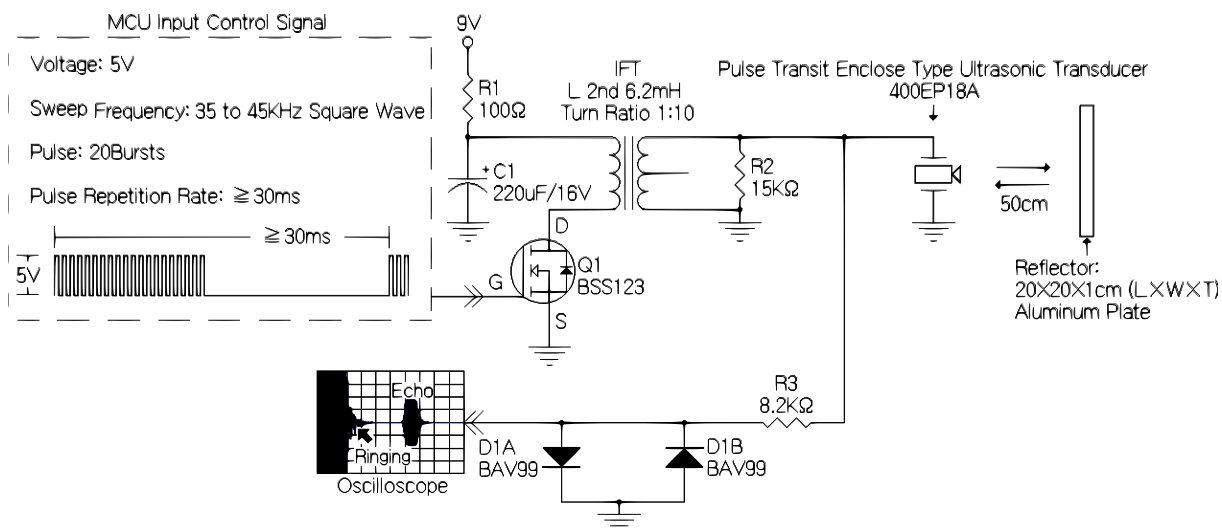 MCU Input Control Signal
Voltage: 5V
Sweep Frequency: 35 to 45KHz Square Wave
Pulse: 20Bursts
Pulse Repetition Rate: ≧30ms
≧30ms
5V
9V
R1
100Ω
+C1
220uF/16V
IFT
L 2nd 6.2mH
Turn Ratio 1:10
R2
15KΩ
Pulse Transit Enclose Type Ultrasonic Transducer
400EP18A
50cm
Reflector:
20X20X1cm (LXWXT)
Aluminum Plate
D
G
S
Q1
BSS123
R3
8.2KΩ
D1A
BAV99
D1B
BAV99
Echo
Ringing
Oscilloscope